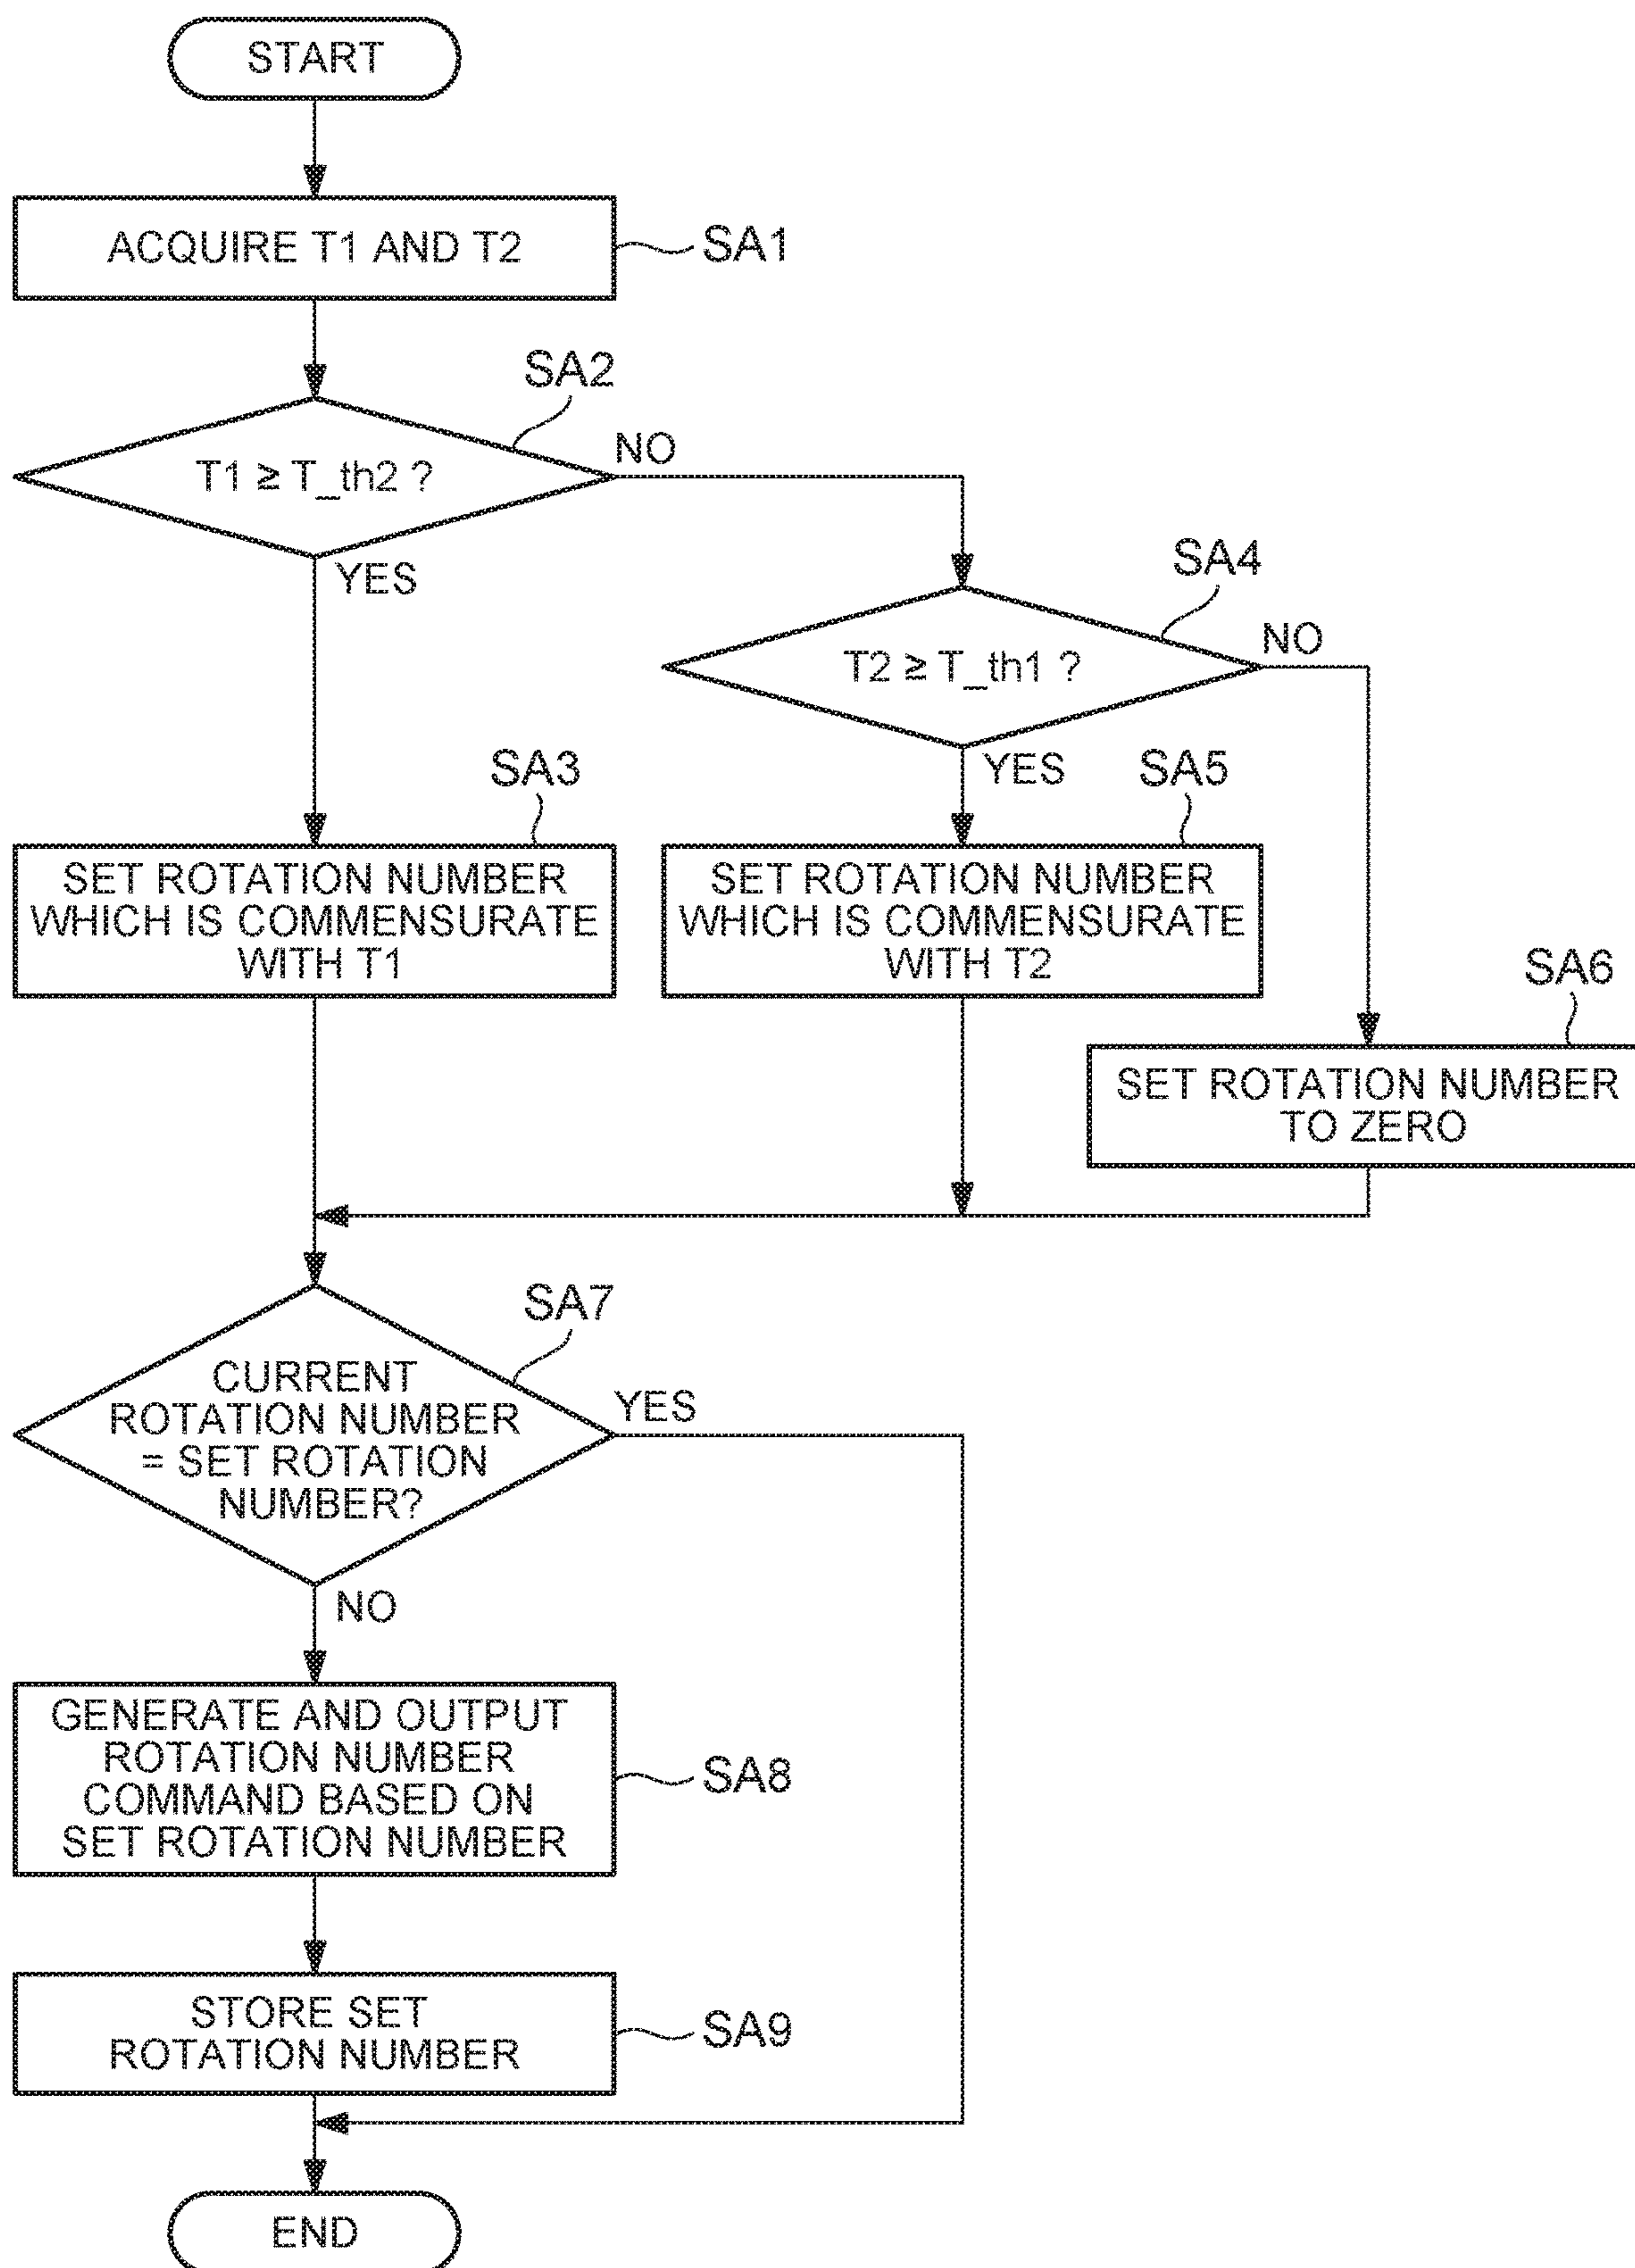 START
ACQUIRE T1 AND T2
SA1
SA2
T1 ≥ T_th2 ?
NO
YES
SA4
T2 ≥ T_th1 ?
NO
YES
SA3
SET ROTATION NUMBER
WHICH IS COMMENSURATE
WITH T1
SA5
SET ROTATION NUMBER
WHICH IS COMMENSURATE
WITH T2
SA6
SET ROTATION NUMBER
TO ZERO
SA7
CURRENT
ROTATION NUMBER
= SET ROTATION
NUMBER?
YES
NO
GENERATE AND OUTPUT
ROTATION NUMBER
COMMAND BASED ON
SET ROTATION NUMBER
SA8
STORE SET
ROTATION NUMBER
SA9
END